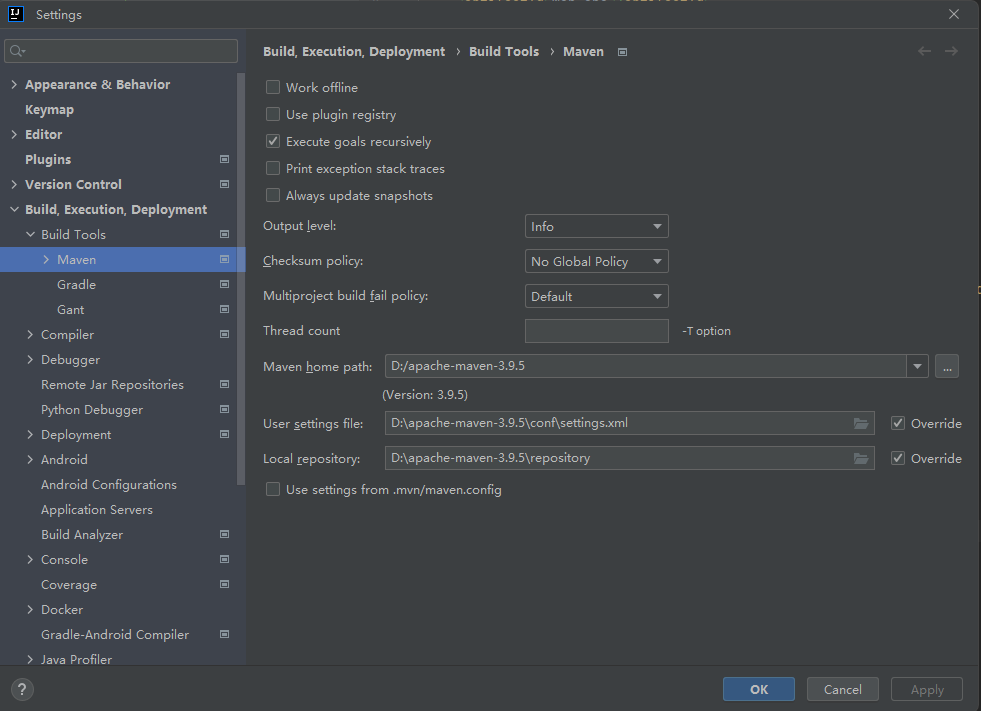 Settings
Appearance & Behavior
Keymap
Editor
Plugins
Version Control
Build, Execution, Deployment
Build Tools
Maven
Gradle
Gant
Compiler
Debugger
Remote Jar Repositories
Python Debugger
Deployment
Android
Android Configurations
Application Servers
Build Analyzer
Console
Coverage
Docker
Gradle-Android Compiler
Java Profiler
Build, Execution, Deployment › Build Tools › Maven
Work offline
Use plugin registry
Execute goals recursively
Print exception stack traces
Always update snapshots
Output level: Info
Checksum policy: No Global Policy
Multiproject build fail policy: Default
Thread count -T option
Maven home path: D:/apache-maven-3.9.5 ...
(Version: 3.9.5)
User settings file: D:\apache-maven-3.9.5\conf\settings.xml Override
Local repository: D:\apache-maven-3.9.5\repository Override
Use settings from .mvn/maven.config
? OK Cancel Apply